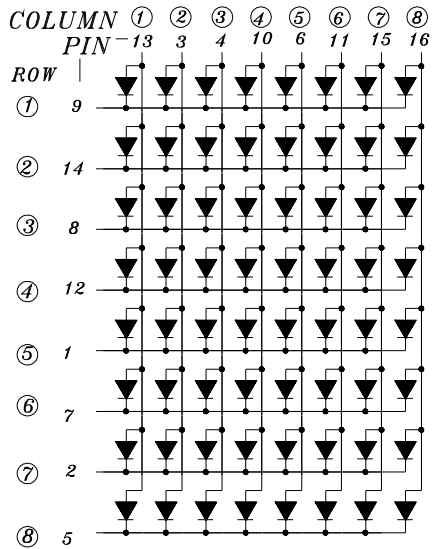 COLUMN ① ② ③ ④ ⑤ ⑥ ⑦ ⑧
PIN 13 3 4 10 6 11 15 16
ROW
① 9
② 14
③ 8
④ 12
⑤ 1
⑥ 7
⑦ 2
⑧ 5